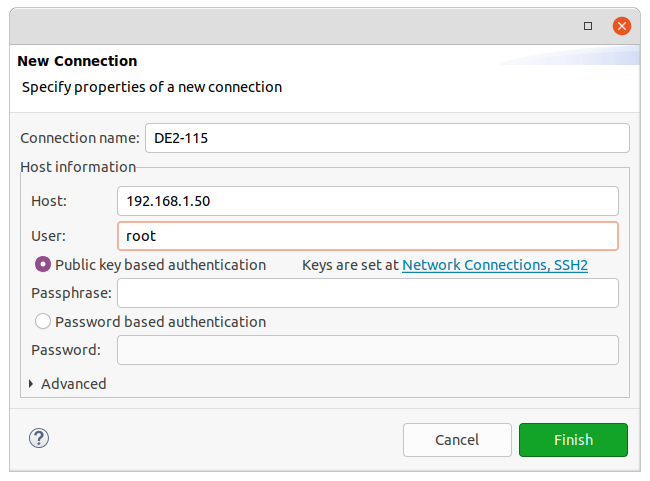 New Connection
Specify properties of a new connection
Connection name: DE2-115
Host information
Host: 192.168.1.50
User: root
Public key based authentication Keys are set at Network Connections, SSH2
Passphrase:
Password based authentication
Password:
Advanced
? Cancel Finish